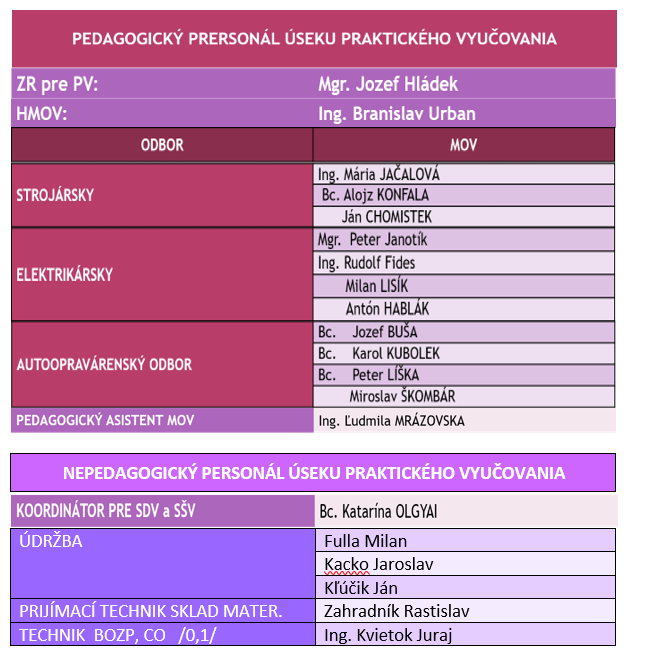 PEDAGOGICKÝ PRERSONÁL ÚSEKU PRAKTICKÉHO VYUČOVANIA
ZR pre PV: Mgr. Jozef Hládek
HMOV: Ing. Branislav Urban
ODBOR MOV
STROJÁRSKY
Ing. Mária JAČALOVÁ
Bc. Alojz KONFALA
Ján CHOMISTEK
ELEKTRIKÁRSKY
Mgr. Peter Janotík
Ing. Rudolf Fides
Milan LISÍK
Antón HABLÁK
AUTOOPRAVÁRENSKÝ ODBOR
Bc. Jozef BUŠA
Bc. Karol KUBOLEK
Bc. Peter LÍŠKA
Miroslav ŠKOMBÁR
PEDAGOGICKÝ ASISTENT MOV Ing. Ľudmila MRÁZOVSKA
NEPEDAGOGICKÝ PERSONÁL ÚSEKU PRAKTICKÉHO VYUČOVANIA
KOORDINÁTOR PRE SDV a SŠV Bc. Katarína OLGYAI
ÚDRŽBA Fulla Milan
Kacko Jaroslav
Kľúčik Ján
PRIJÍMACÍ TECHNIK SKLAD MATER. Zahradník Rastislav
TECHNIK BOZP, CO /0,1/ Ing. Kvietok Juraj